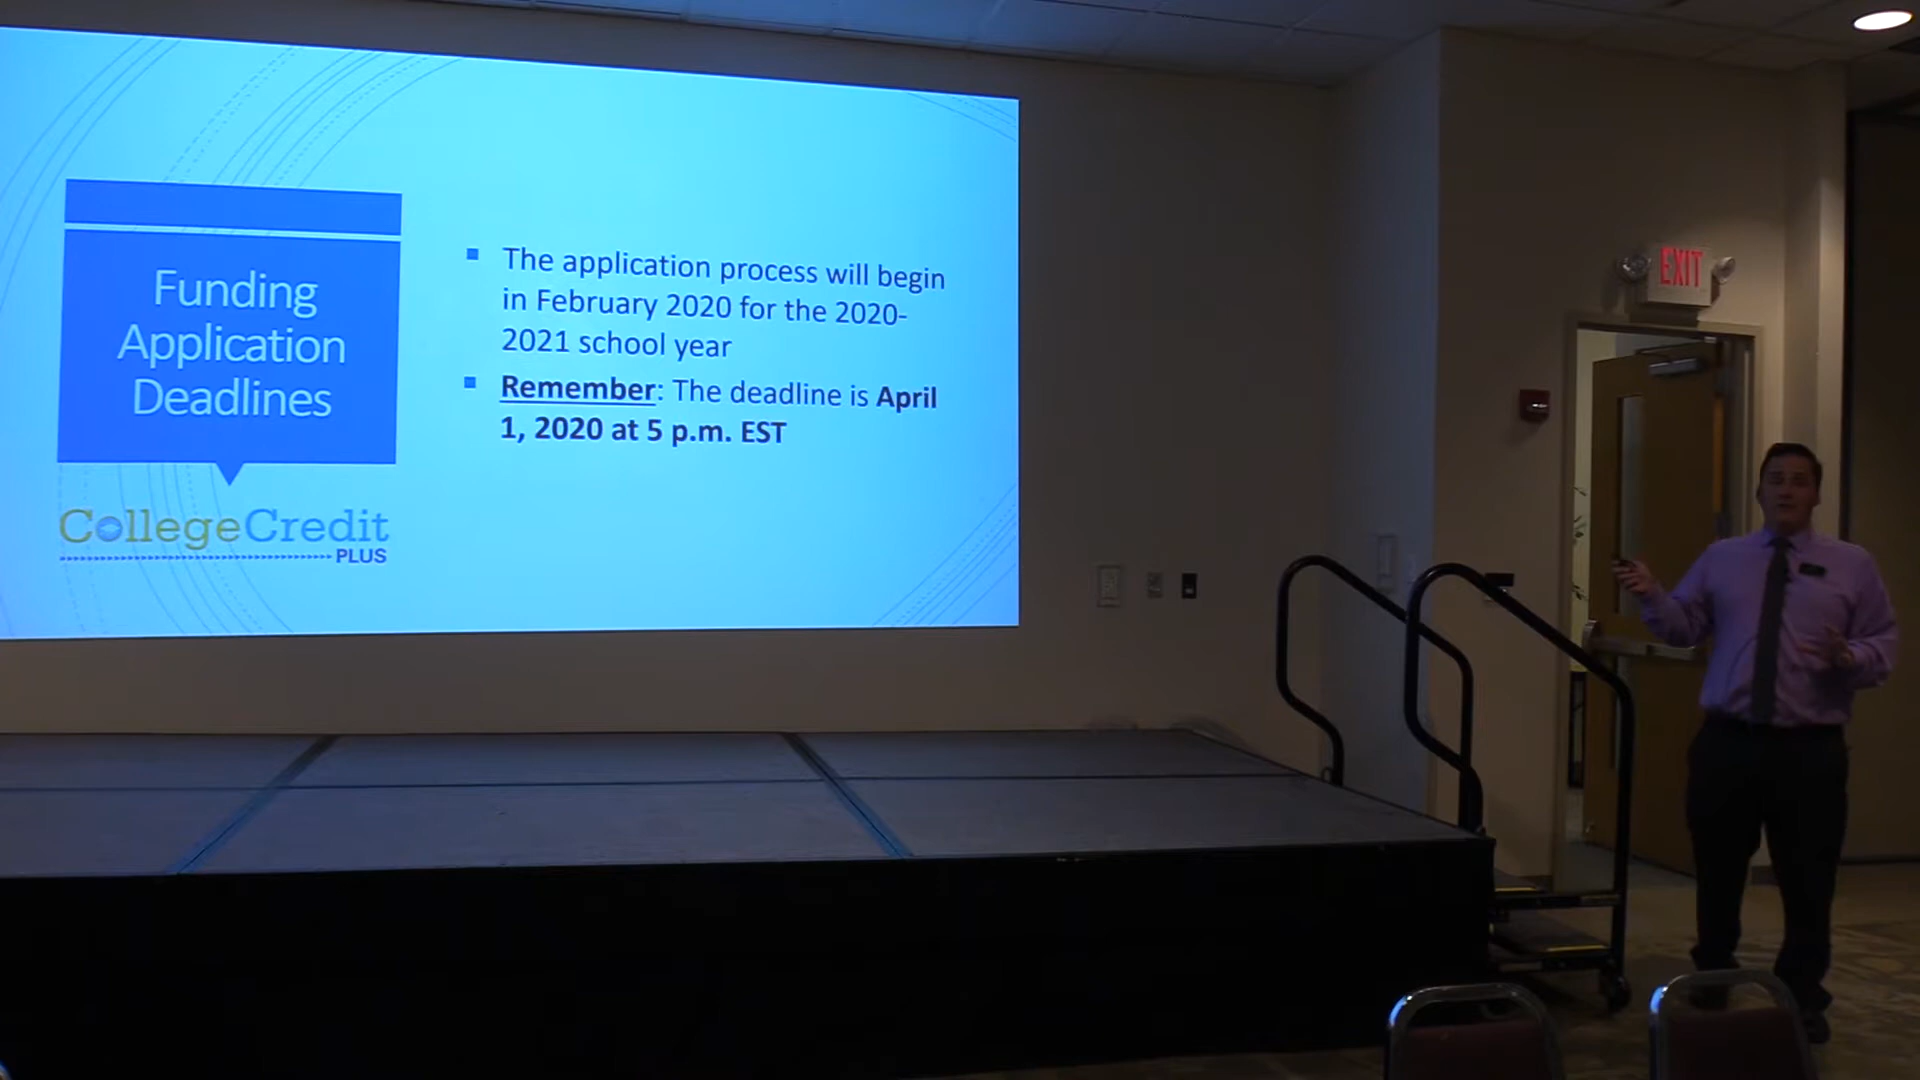 Funding
Application
Deadlines
CollegeCredit
PLUS
▪ The application process will begin
in February 2020 for the 2020-
2021 school year
▪ Remember: The deadline is April
1, 2020 at 5 p.m. EST
EXIT